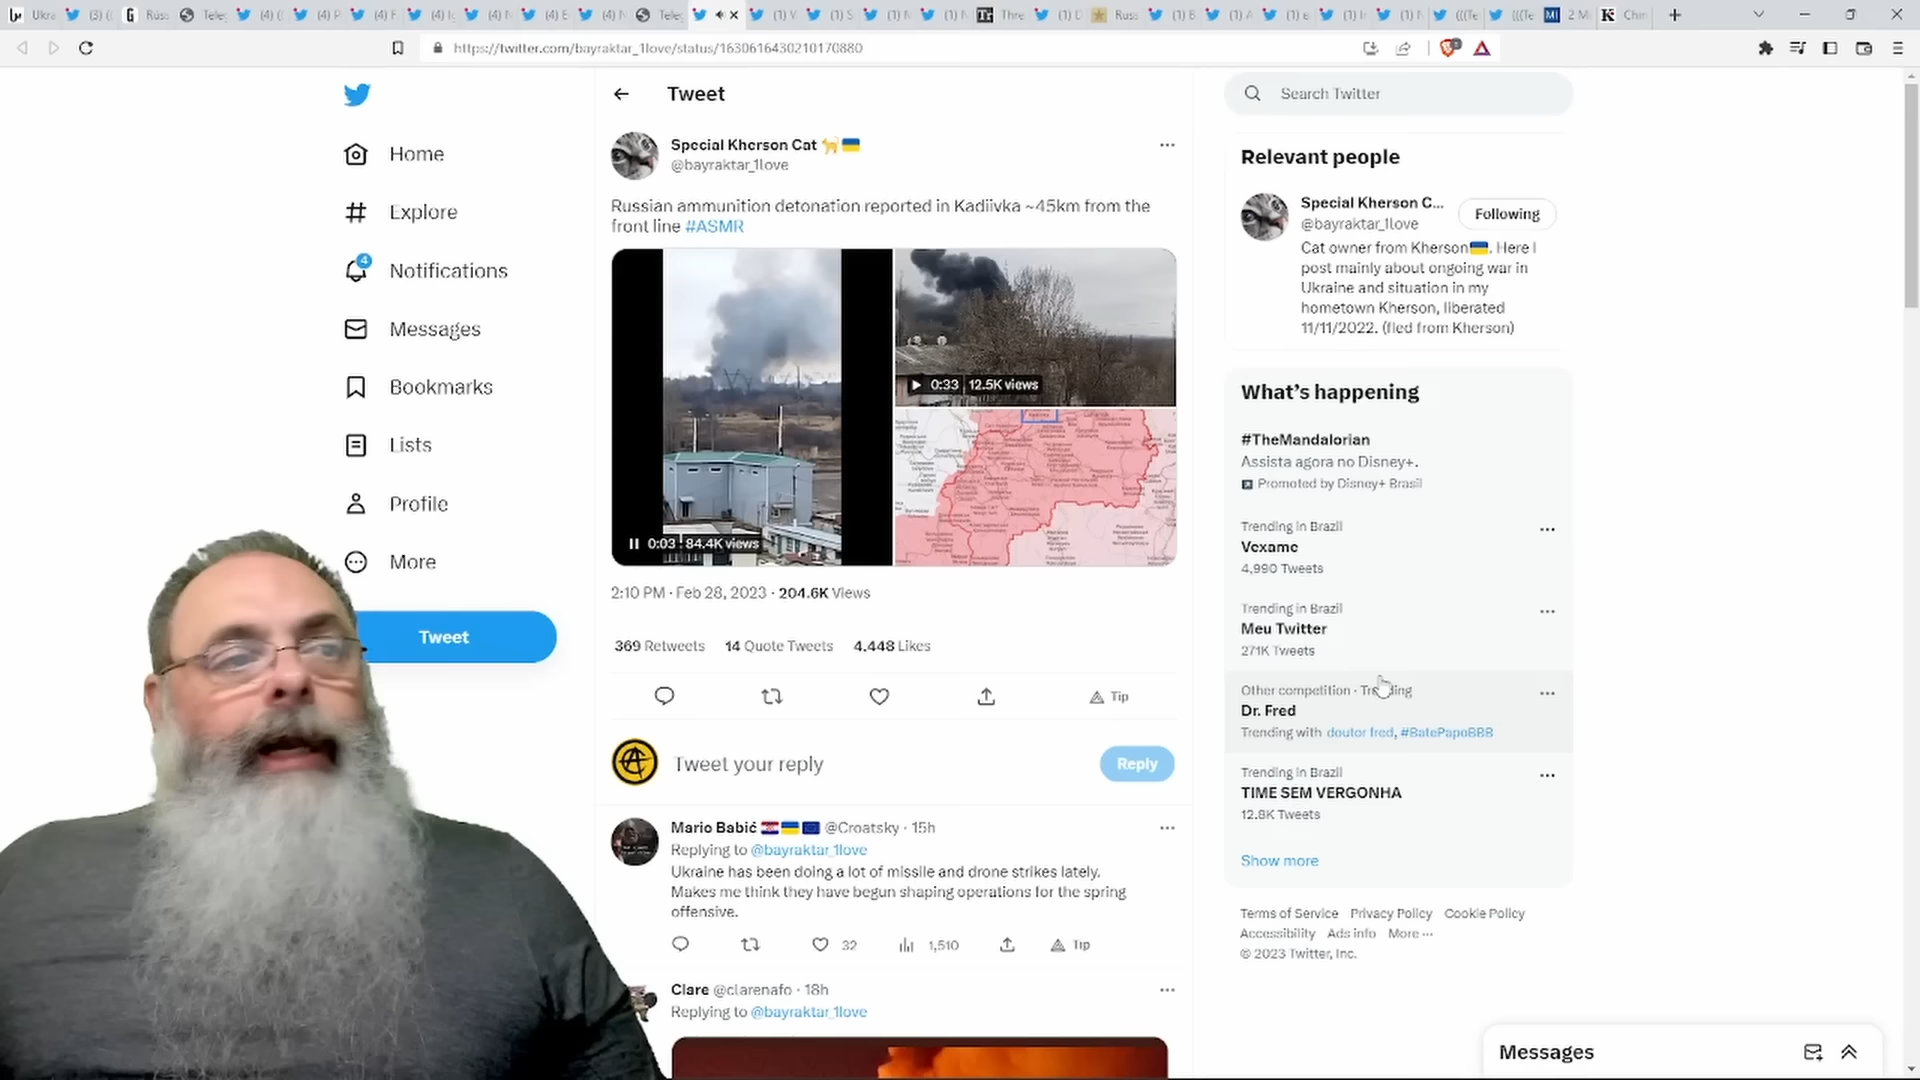 https://twitter.com/bayraktar_1love/status/1630616430210170880
Home
Explore
4
Notifications
Messages
Bookmarks
Lists
Profile
More
Tweet
Tweet
Special Kherson Cat
@bayraktar_1love
Russian ammunition detonation reported in Kadiivka ~45km from the
front line #ASMR
0:03 84.4K views
0:33 12.5K views
2:10 PM · Feb 28, 2023 · 204.6K Views
369 Retweets 14 Quote Tweets 4,448 Likes
Tip
Tweet your reply
Reply
Mario Babić @Croatsky · 15h
Replying to @bayraktar_1love
Ukraine has been doing a lot of missile and drone strikes lately.
Makes me think they have begun shaping operations for the spring
offensive.
32 1,510 Tip
Clare @clarenafo · 18h
Replying to @bayraktar_1love
Search Twitter
Relevant people
Special Kherson C...
Following
@bayraktar_1love
Cat owner from Kherson. Here I
post mainly about ongoing war in
Ukraine and situation in my
hometown Kherson, liberated
11/11/2022. (fled from Kherson)
What's happening
#TheMandalorian
Assista agora no Disney+.
Promoted by Disney+ Brasil
Trending in Brazil
Vexame
4,990 Tweets
Trending in Brazil
Meu Twitter
271K Tweets
Other competition · Trending
Dr. Fred
Trending with doutor fred, #BatePapoBBB
Trending in Brazil
TIME SEM VERGONHA
12.8K Tweets
Show more
Terms of Service Privacy Policy Cookie Policy
Accessibility Ads info More ...
© 2023 Twitter, Inc.
Messages